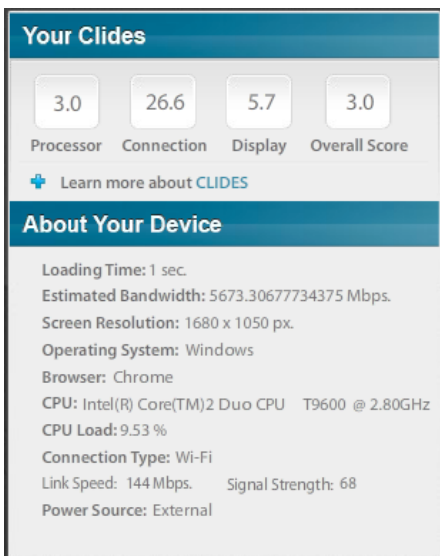 Your Clides
3.0 26.6 5.7 3.0
Processor Connection Display Overall Score
Learn more about CLIDES
About Your Device
Loading Time: 1 sec.
Estimated Bandwidth: 5673.30677734375 Mbps.
Screen Resolution: 1680 x 1050 px.
Operating System: Windows
Browser: Chrome
CPU: Intel(R) Core(TM)2 Duo CPU T9600 @ 2.80GHz
CPU Load: 9.53 %
Connection Type: Wi-Fi
Link Speed: 144 Mbps. Signal Strength: 68
Power Source: External